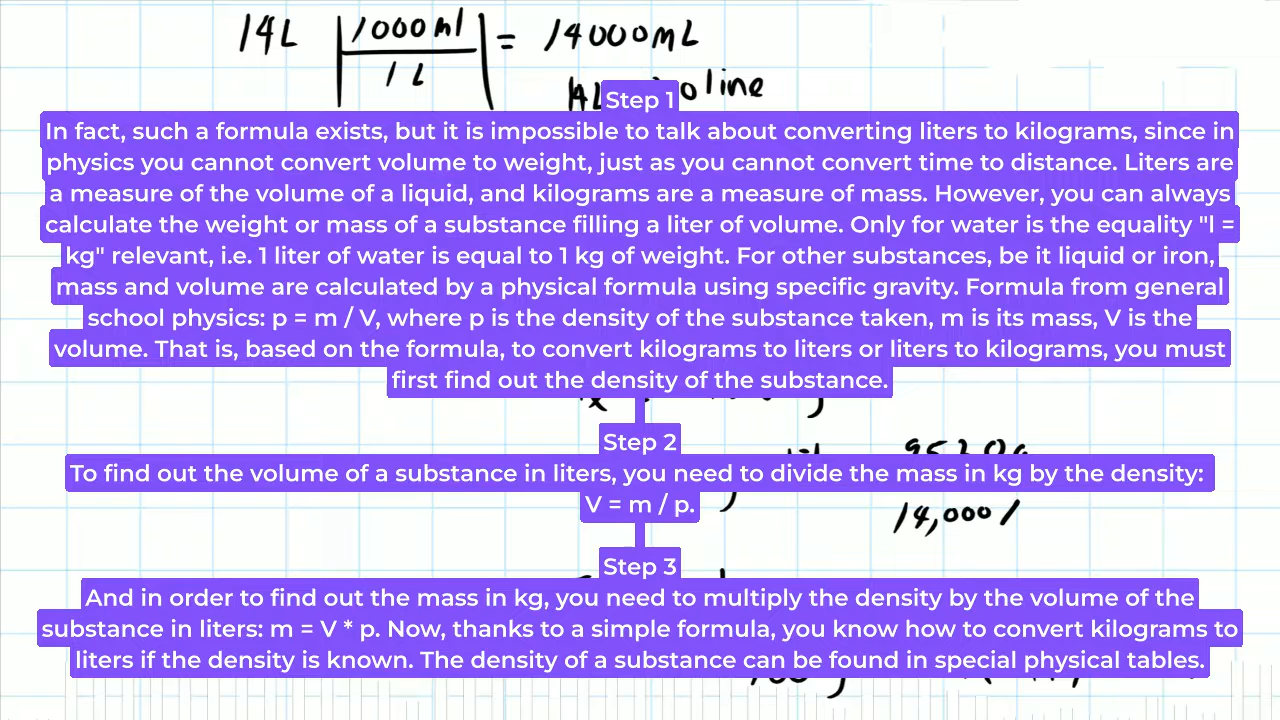 14L 1000 ml = 14000mL
1 L
line
Step 1
In fact, such a formula exists, but it is impossible to talk about converting liters to kilograms, since in
physics you cannot convert volume to weight, just as you cannot convert time to distance. Liters are
a measure of the volume of a liquid, and kilograms are a measure of mass. However, you can always
calculate the weight or mass of a substance filling a liter of volume. Only for water is the equality "l =
kg" relevant, i.e. 1 liter of water is equal to 1 kg of weight. For other substances, be it liquid or iron,
mass and volume are calculated by a physical formula using specific gravity. Formula from general
school physics: p = m / V, where p is the density of the substance taken, m is its mass, V is the
volume. That is, based on the formula, to convert kilograms to liters or liters to kilograms, you must
first find out the density of the substance.
Step 2
To find out the volume of a substance in liters, you need to divide the mass in kg by the density:
V = m / p.
14,000 /
Step 3
And in order to find out the mass in kg, you need to multiply the density by the volume of the
substance in liters: m = V * p. Now, thanks to a simple formula, you know how to convert kilograms to
liters if the density is known. The density of a substance can be found in special physical tables.